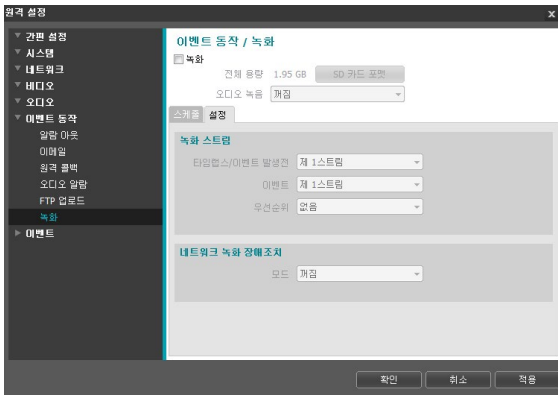 원격 설정
x
간편 설정
시스템
네트워크
비디오
오디오
이벤트 동작
알람 아웃
이메일
원격 콜백
오디오 알람
FTP 업로드
녹화
이벤트
이벤트 동작 / 녹화
녹화
전체 용량 1.95 GB SD 카드 포맷
오디오 녹음 꺼짐
스케줄 설정
녹화 스트림
타임랩스/이벤트 발생전 제 1스트림
이벤트 제 1스트림
우선순위 없음
네트워크 녹화 장애조치
모드 꺼짐
확인 취소 적용